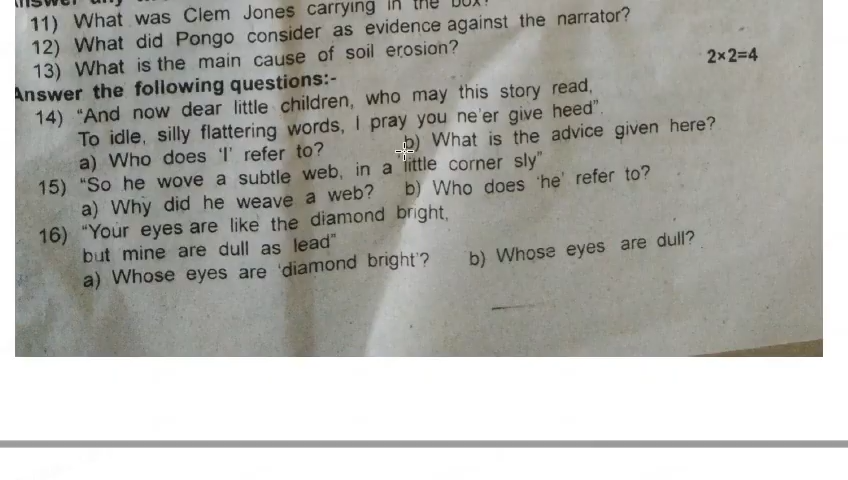 11) What was Clem Jones carrying in the box?
12) What did Pongo consider as evidence against the narrator?
13) What is the main cause of soil erosion?
Answer the following questions:- 2×2=4
14) "And now dear little children, who may this story read,
To idle, silly flattering words, I pray you ne'er give heed".
a) Who does 'I' refer to? b) What is the advice given here?
15) "So he wove a subtle web, in a little corner sly"
a) Why did he weave a web? b) Who does 'he' refer to?
16) "Your eyes are like the diamond bright,
but mine are dull as lead"
a) Whose eyes are 'diamond bright'? b) Whose eyes are dull?